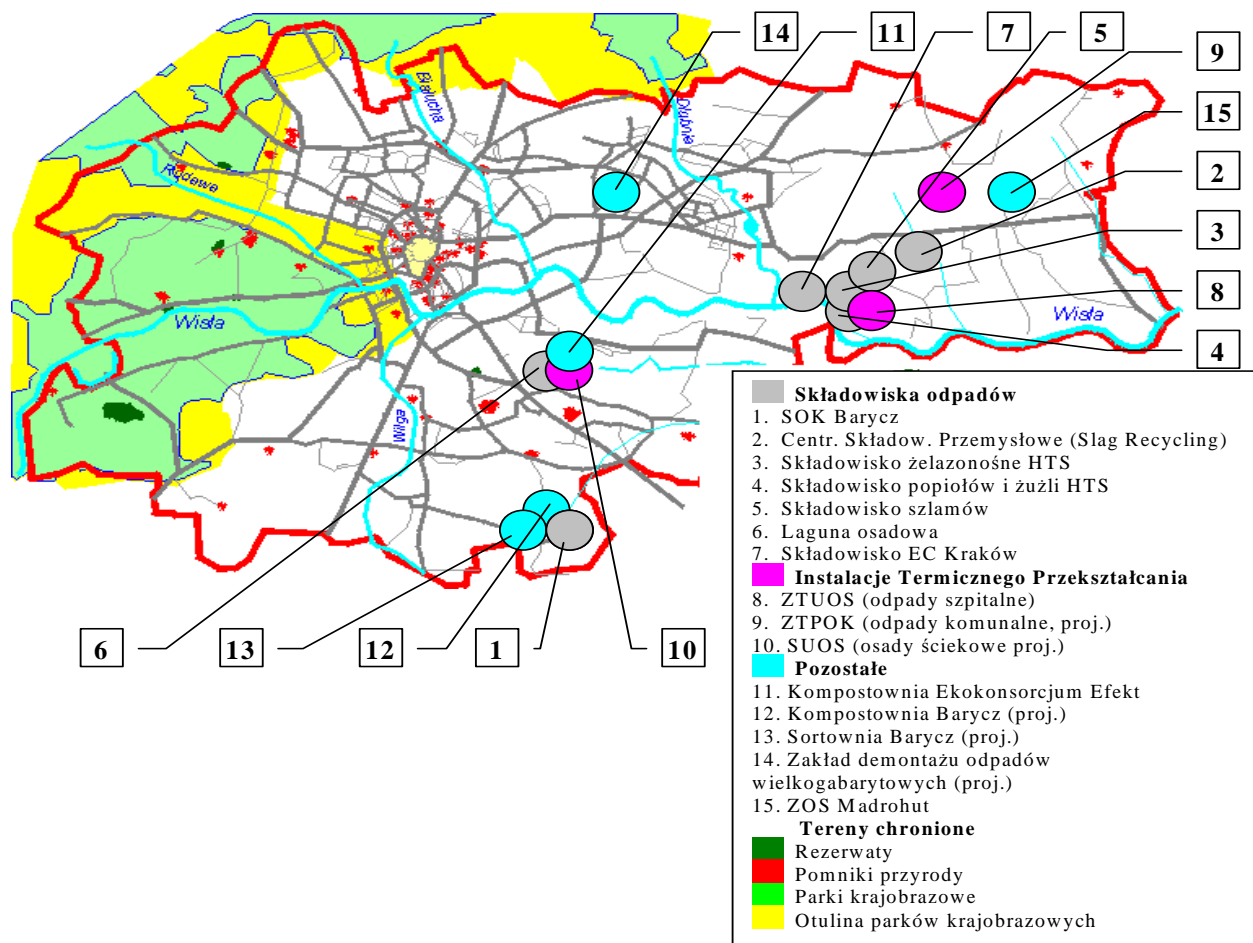 14
11
7
5
9
15
2
3
8
4
Białucha
Dłubnia
Rudawa
Wisła
Wisła
Wilga
6
13
12
1
10
Składowiska odpadów
1. SOK Barycz
2. Centr. Składow. Przemysłowe (Slag Recycling)
3. Składowisko żelazonośne HTS
4. Składowisko popiołów i żużli HTS
5. Składowisko szlamów
6. Laguna osadowa
7. Składowisko EC Kraków
Instalacje Termicznego Przekształcania
8. ZTUOS (odpady szpitalne)
9. ZTPOK (odpady komunalne, proj.)
10. SUOS (osady ściekowe proj.)
Pozostałe
11. Kompostownia Ekokonsorcjum Efekt
12. Kompostownia Barycz (proj.)
13. Sortownia Barycz (proj.)
14. Zakład demontażu odpadów
wielkogabarytowych (proj.)
15. ZOS Madrohut
Tereny chronione
Rezerwaty
Pomniki przyrody
Parki krajobrazowe
Otulina parków krajobrazowych